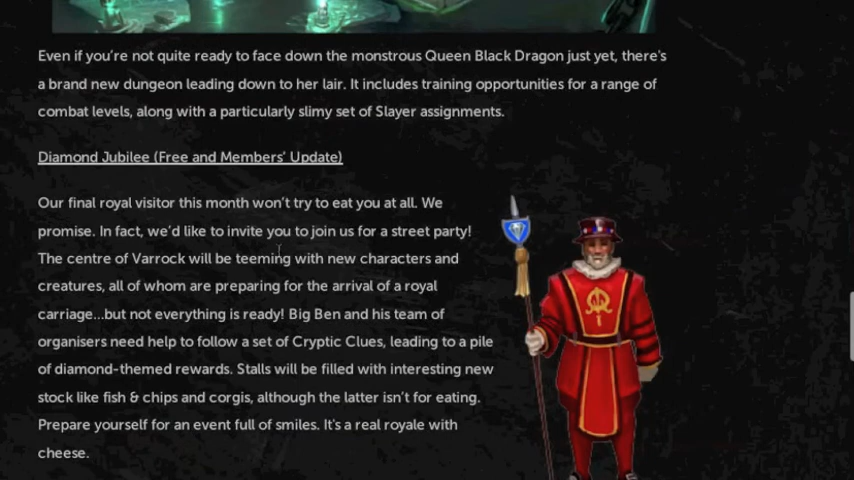 Even if you're not quite ready to face down the monstrous Queen Black Dragon just yet, there's
a brand new dungeon leading down to her lair. It includes training opportunities for a range of
combat levels, along with a particularly slimy set of Slayer assignments.
Diamond Jubilee (Free and Members' Update)
Our final royal visitor this month won't try to eat you at all. We
promise. In fact, we'd like to invite you to join us for a street party!
The centre of Varrock will be teeming with new characters and
creatures, all of whom are preparing for the arrival of a royal
carriage...but not everything is ready! Big Ben and his team of
organisers need help to follow a set of Cryptic Clues, leading to a pile
of diamond-themed rewards. Stalls will be filled with interesting new
stock like fish & chips and corgis, although the latter isn't for eating.
Prepare yourself for an event full of smiles. It's a real royale with
cheese.